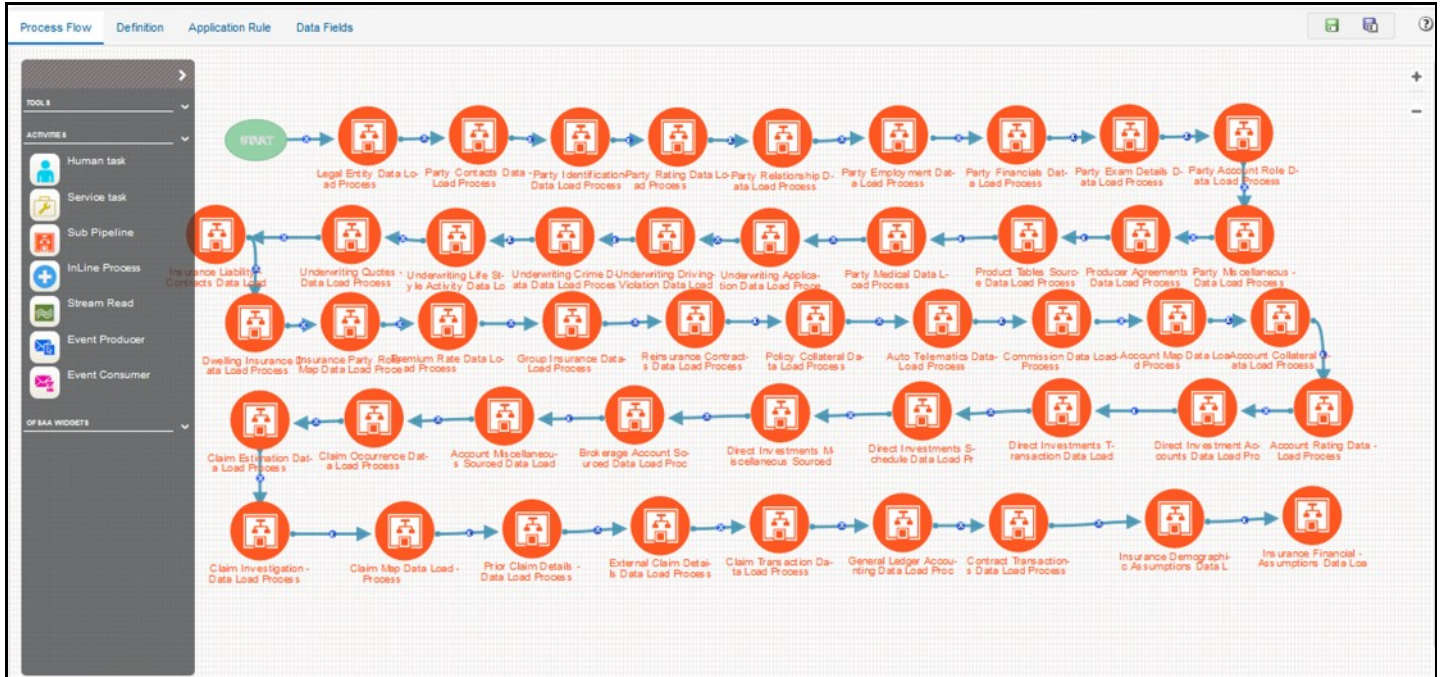 Process Flow
Definition
Application Rule
Data Fields
TOOLS
ACTIVITIES
Human task
Service task
Sub Pipeline
InLine Process
Stream Read
Event Producer
Event Consumer
OFSAA WIDGETS
START
Legal Entity Data Lo-
ad Process
Party Contacts Data -
Load Process
Party Identification
Data Load Process
Party Rating Data Lo-
ad Process
Party Relationship D-
ata Load Process
Party Employment Dat-
a Load Process
Party Financials Dat-
a Load Process
Party Exam Details D-
ata Load Process
Party Account Role D-
ata Load Process
Insurance Liability
Contracts Data Load
Underwriting Quotes -
Data Load Process
Underwriting Life St-
yle Activity Data Lo
Underwriting Crime D-
ata Data Load Proces
Underwriting Driving-
Violation Data Load
Underwriting Applica-
tion Data Load Proce
Party Medical Data L-
oad Process
Product Tables Sourc-
e Data Load Process
Producer Agreements
Data Load Process
Party Miscellaneous -
Data Load Process
Dwelling Insurance D-
ata Load Process
Insurance Party Role
Map Data Load Proce
Premium Rate Data Lo-
ad Process
Group Insurance Data-
Load Process
Reinsurance Contract-
s Data Load Process
Policy Collateral Da-
ta Load Process
Auto Telematics Data-
Load Process
Commission Data Load-
Process
Account Map Data Loa-
d Process
Account Collateral D-
ata Load Process
Claim Estimation Dat-
a Load Process
Claim Occurrence Dat-
a Load Process
Account Miscellaneou-
s Sourced Data Load
Brokerage Account So-
urced Data Load Proc
Direct Investments Mi-
scellaneous Sourced
Direct Investments S-
chedule Data Load Pr
Direct Investments T-
ransaction Data Load
Direct Investment Ac-
counts Data Load Pro
Account Rating Data -
Load Process
Claim Investigation -
Data Load Process
Claim Map Data Load -
Process
Prior Claim Details -
Data Load Process
External Claim Detai-
ls Data Load Process
Claim Transaction Da-
ta Load Process
General Ledger Accou-
nting Data Load Proc
Contract Transaction-
s Data Load Process
Insurance Demographi-
c Assumptions Data L
Insurance Financial -
Assumptions Data Loa